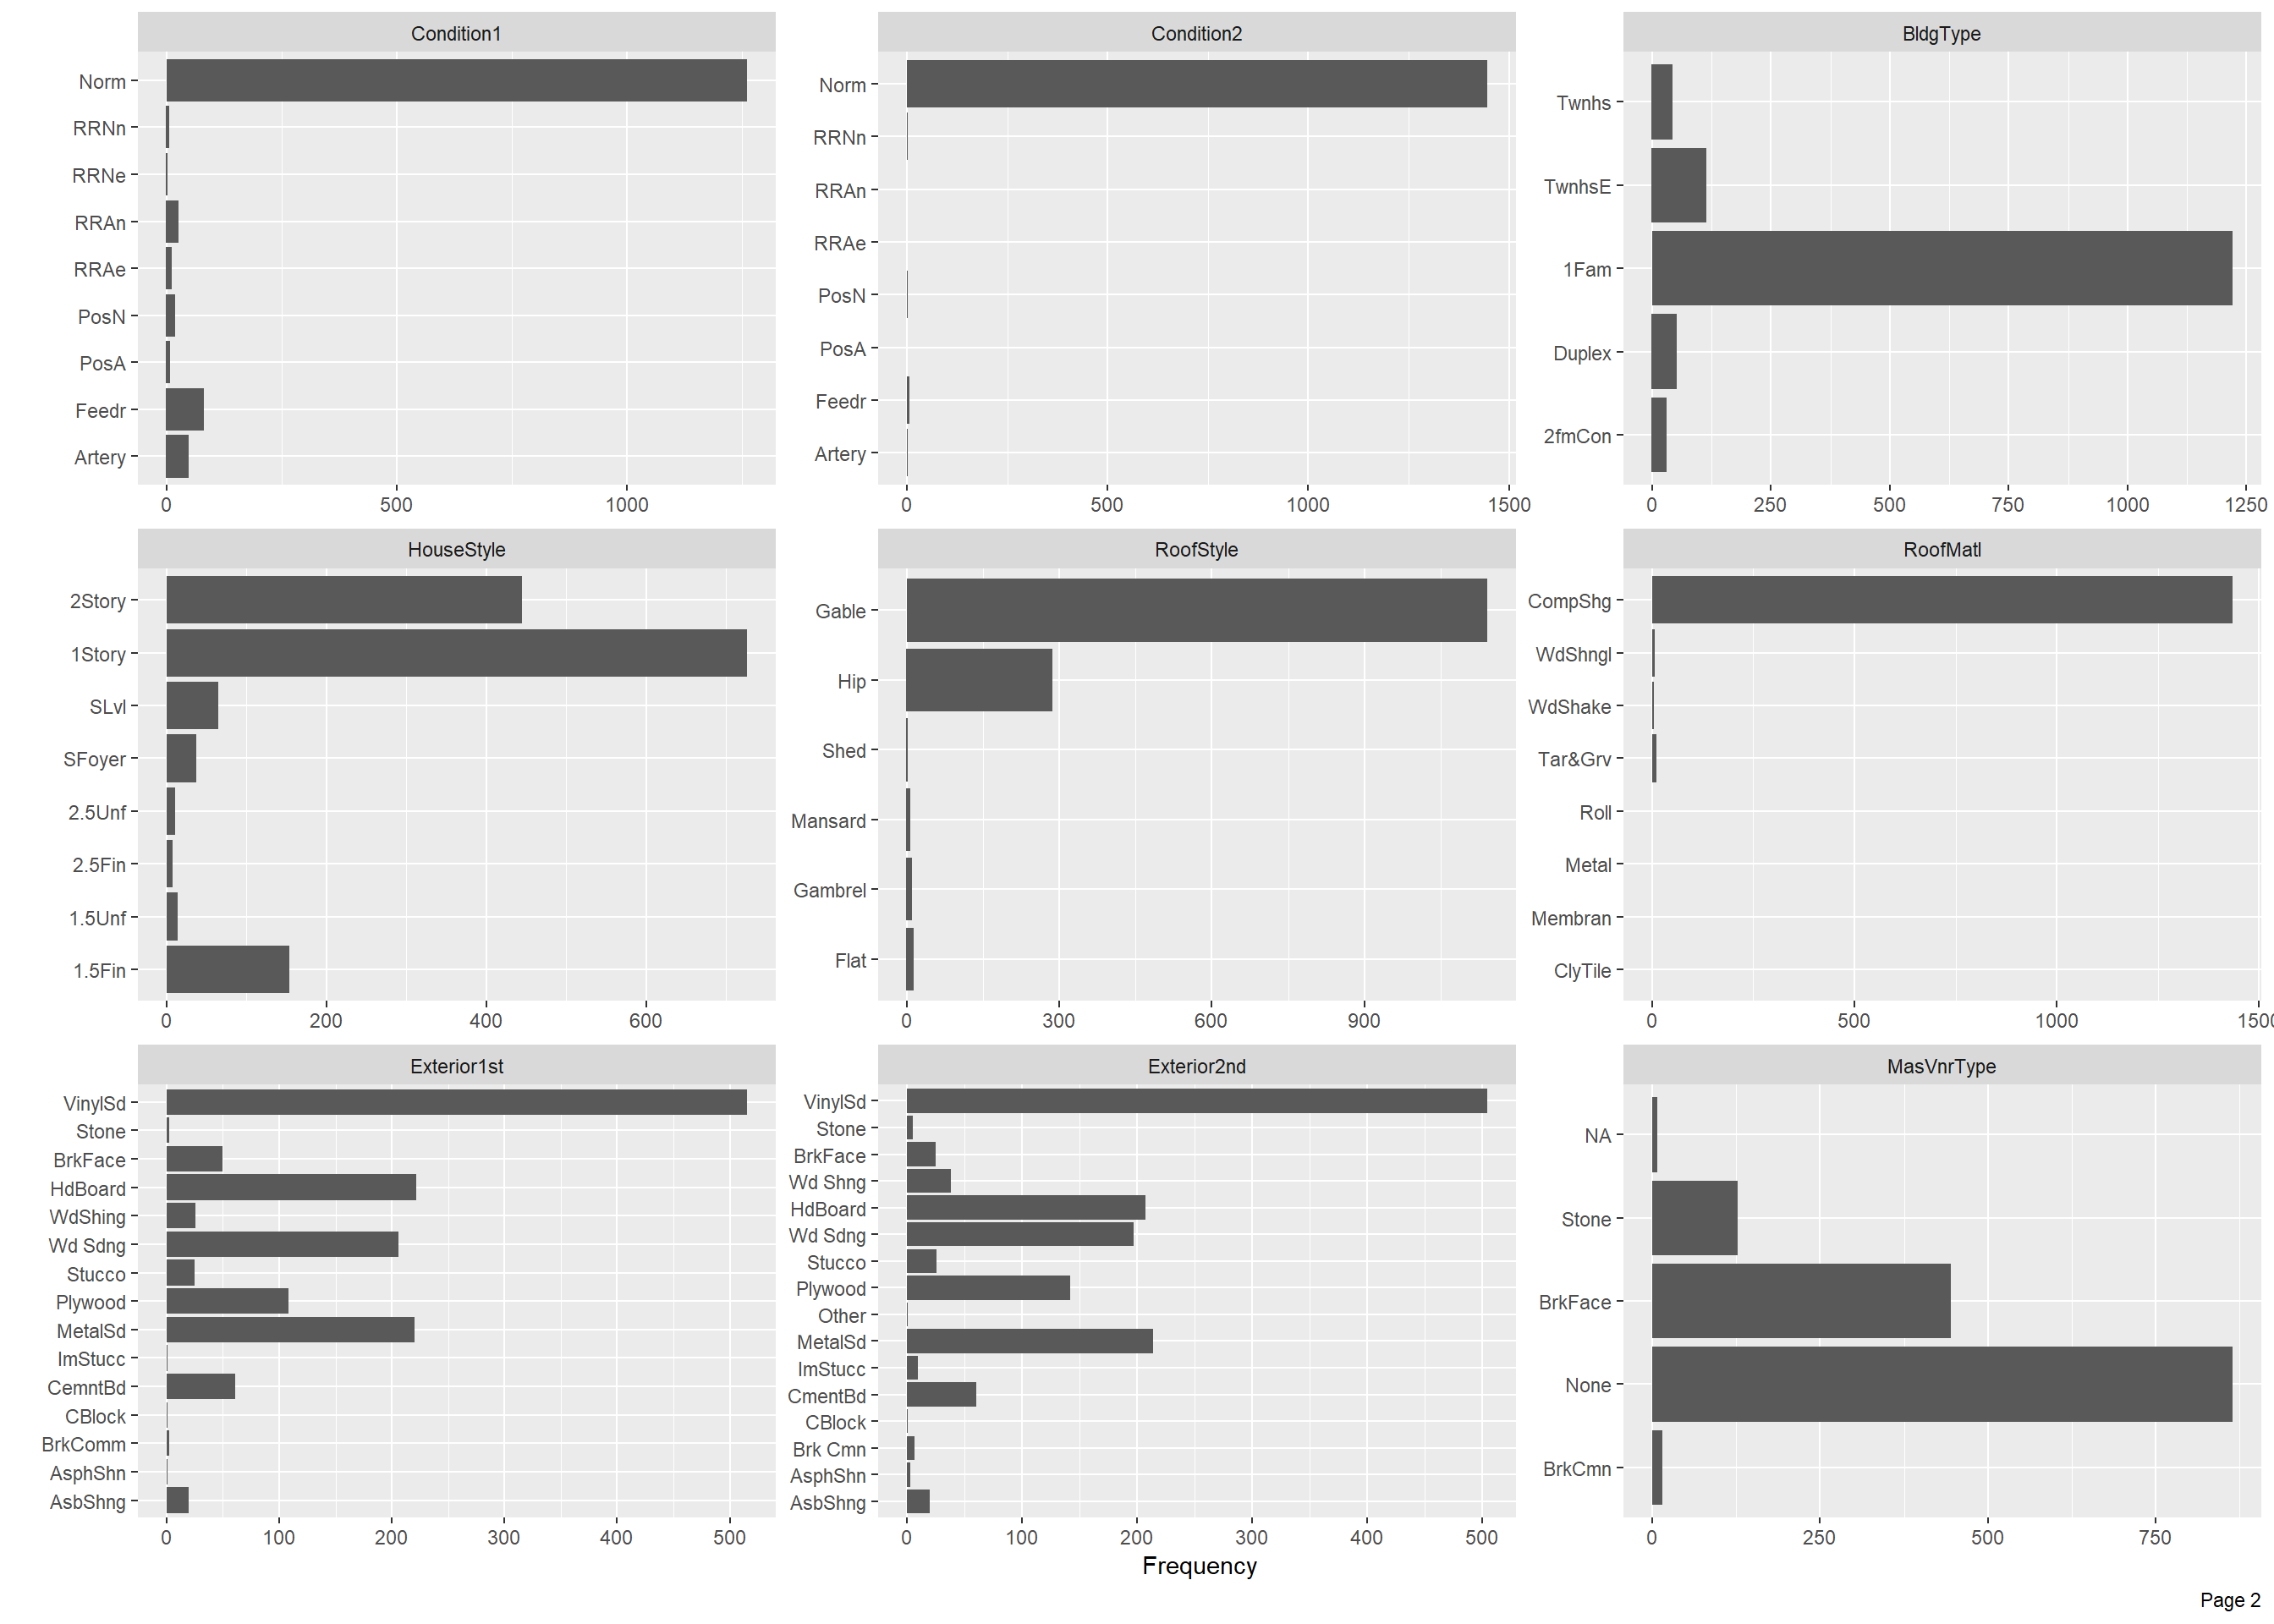 Condition1
Norm
RRNn
RRNe
RRAn
RRAe
PosN
PosA
Feedr
Artery
0 500 1000
Condition2
Norm
RRNn
RRAn
RRAe
PosN
PosA
Feedr
Artery
0 500 1000 1500
BldgType
Twnhs
TwnhsE
1Fam
Duplex
2fmCon
0 250 500 750 1000 1250
HouseStyle
2Story
1Story
SLvl
SFoyer
2.5Unf
2.5Fin
1.5Unf
1.5Fin
0 200 400 600
RoofStyle
Gable
Hip
Shed
Mansard
Gambrel
Flat
0 300 600 900
RoofMatl
CompShg
WdShngl
WdShake
Tar&Grv
Roll
Metal
Membran
ClyTile
0 500 1000 1500
Exterior1st
VinylSd
Stone
BrkFace
HdBoard
WdShing
Wd Sdng
Stucco
Plywood
MetalSd
ImStucc
CemntBd
CBlock
BrkComm
AsphShn
AsbShng
0 100 200 300 400 500
Exterior2nd
VinylSd
Stone
BrkFace
Wd Shng
HdBoard
Wd Sdng
Stucco
Plywood
Other
MetalSd
ImStucc
CmentBd
CBlock
Brk Cmn
AsphShn
AsbShng
0 100 200 300 400 500
MasVnrType
NA
Stone
BrkFace
None
BrkCmn
0 250 500 750
Frequency
Page 2